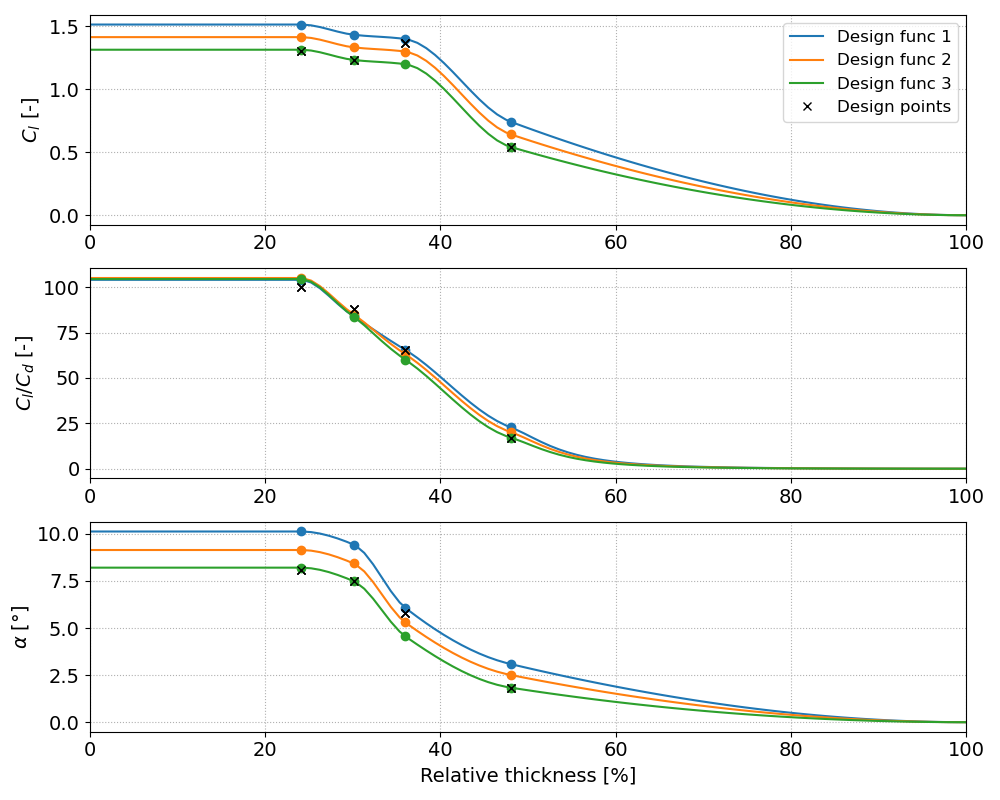 1.5
1.0
0.5
0.0
C_l [-]
Design func 1
Design func 2
Design func 3
Design points
0 20 40 60 80 100
100
75
50
25
0
C_l/C_d [-]
0 20 40 60 80 100
10.0
7.5
5.0
2.5
0.0
α [°]
0 20 40 60 80 100
Relative thickness [%]